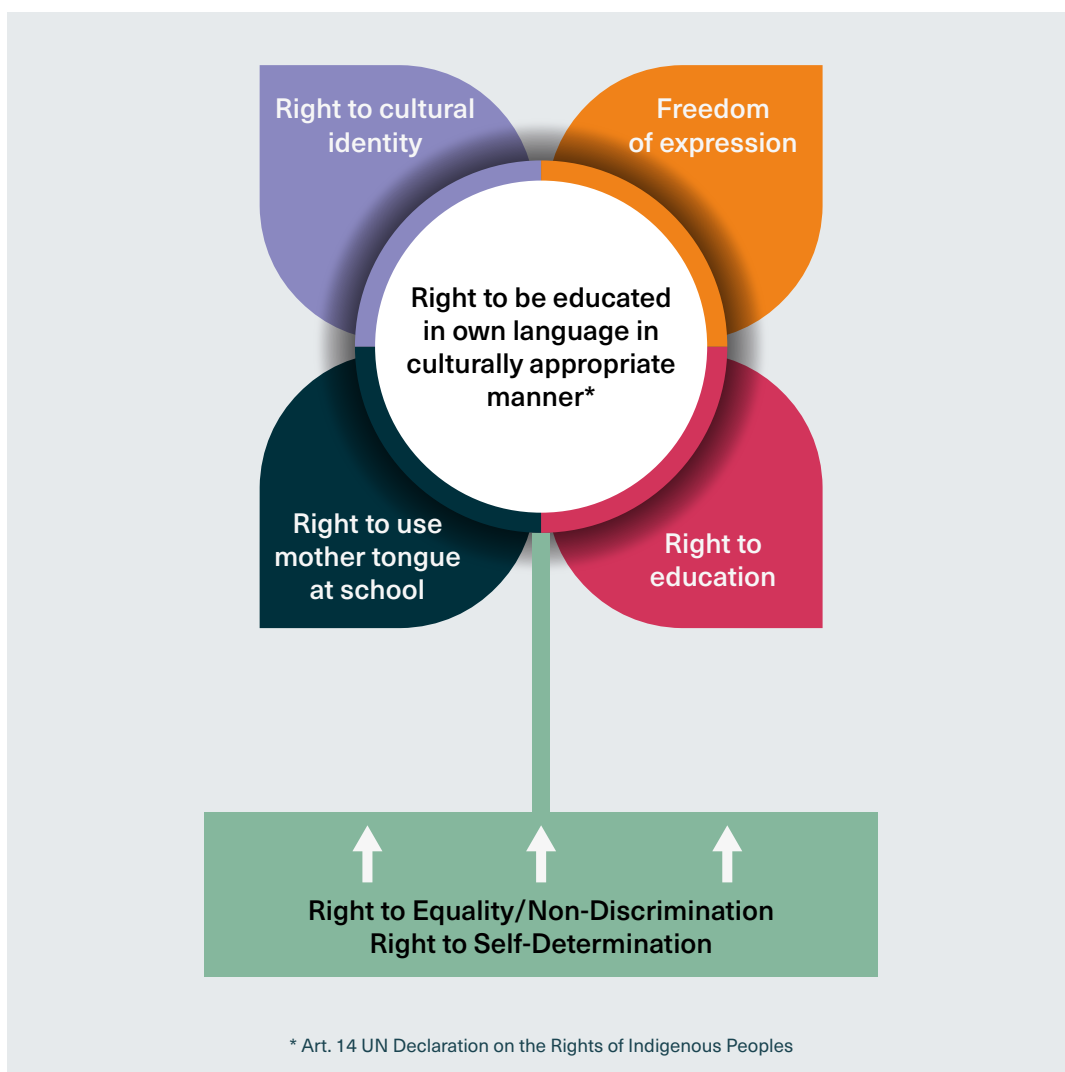 Right to cultural
identity
Freedom
of expression
Right to be educated
in own language in
culturally appropriate
manner*
Right to use
mother tongue
at school
Right to
education
Right to Equality/Non-Discrimination
Right to Self-Determination
* Art. 14 UN Declaration on the Rights of Indigenous Peoples